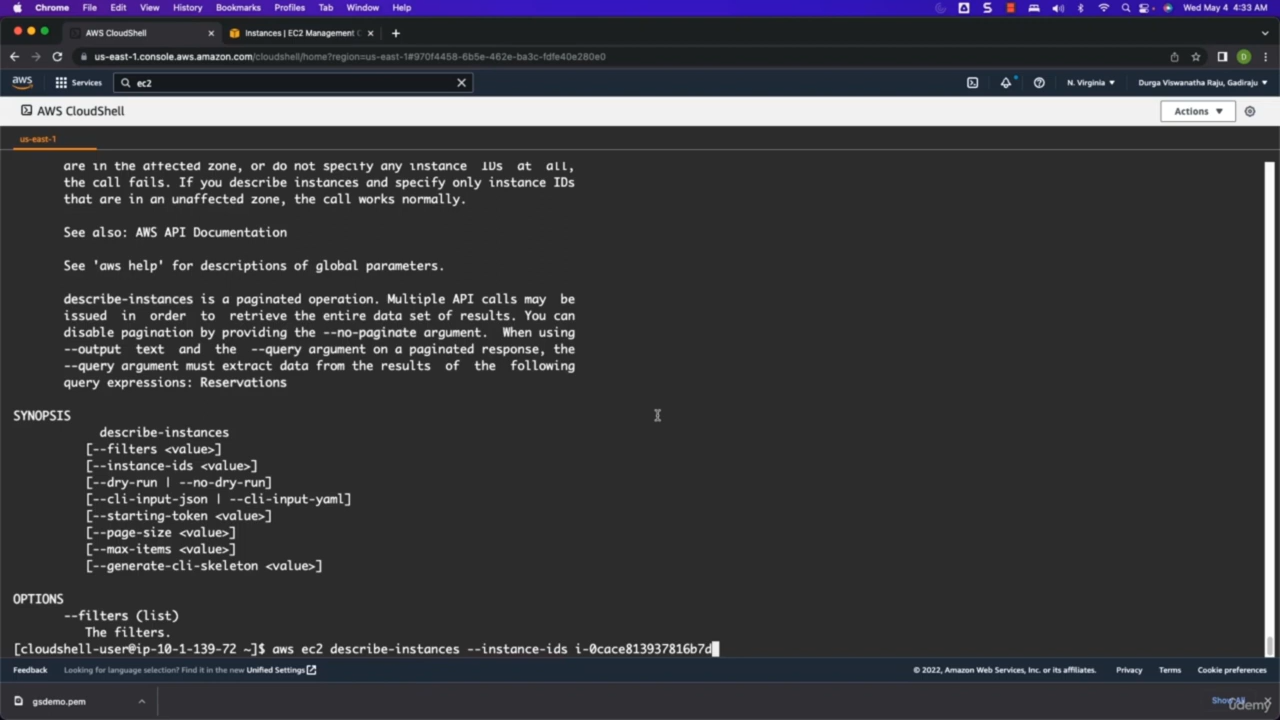 Chrome File Edit View History Bookmarks Profiles Tab Window Help Wed May 4 4:33 AM
AWS CloudShell Instances | EC2 Management C
us-east-1.console.aws.amazon.com/cloudshell/home?region=us-east-1#970f4458-6b5e-462e-ba3c-fdfe40e280e0
aws Services ec2 N. Virginia Durga Viswanatha Raju, Gadiraju
AWS CloudShell Actions
us-east-1
are in the affected zone, or do not specify any instance IDs at all,
the call fails. If you describe instances and specify only instance IDs
that are in an unaffected zone, the call works normally.
See also: AWS API Documentation
See 'aws help' for descriptions of global parameters.
describe-instances is a paginated operation. Multiple API calls may be
issued in order to retrieve the entire data set of results. You can
disable pagination by providing the --no-paginate argument. When using
--output text and the --query argument on a paginated response, the
--query argument must extract data from the results of the following
query expressions: Reservations
SYNOPSIS
describe-instances
[--filters <value>]
[--instance-ids <value>]
[--dry-run | --no-dry-run]
[--cli-input-json | --cli-input-yaml]
[--starting-token <value>]
[--page-size <value>]
[--max-items <value>]
[--generate-cli-skeleton <value>]
OPTIONS
--filters (list)
The filters.
[cloudshell-user@ip-10-1-139-72 ~]$ aws ec2 describe-instances --instance-ids i-0cace813937816b7d
Feedback Looking for language selection? Find it in the new Unified Settings © 2022, Amazon Web Services, Inc. or its affiliates. Privacy Terms Cookie preferences
gsdemo.pem Show All
udemy